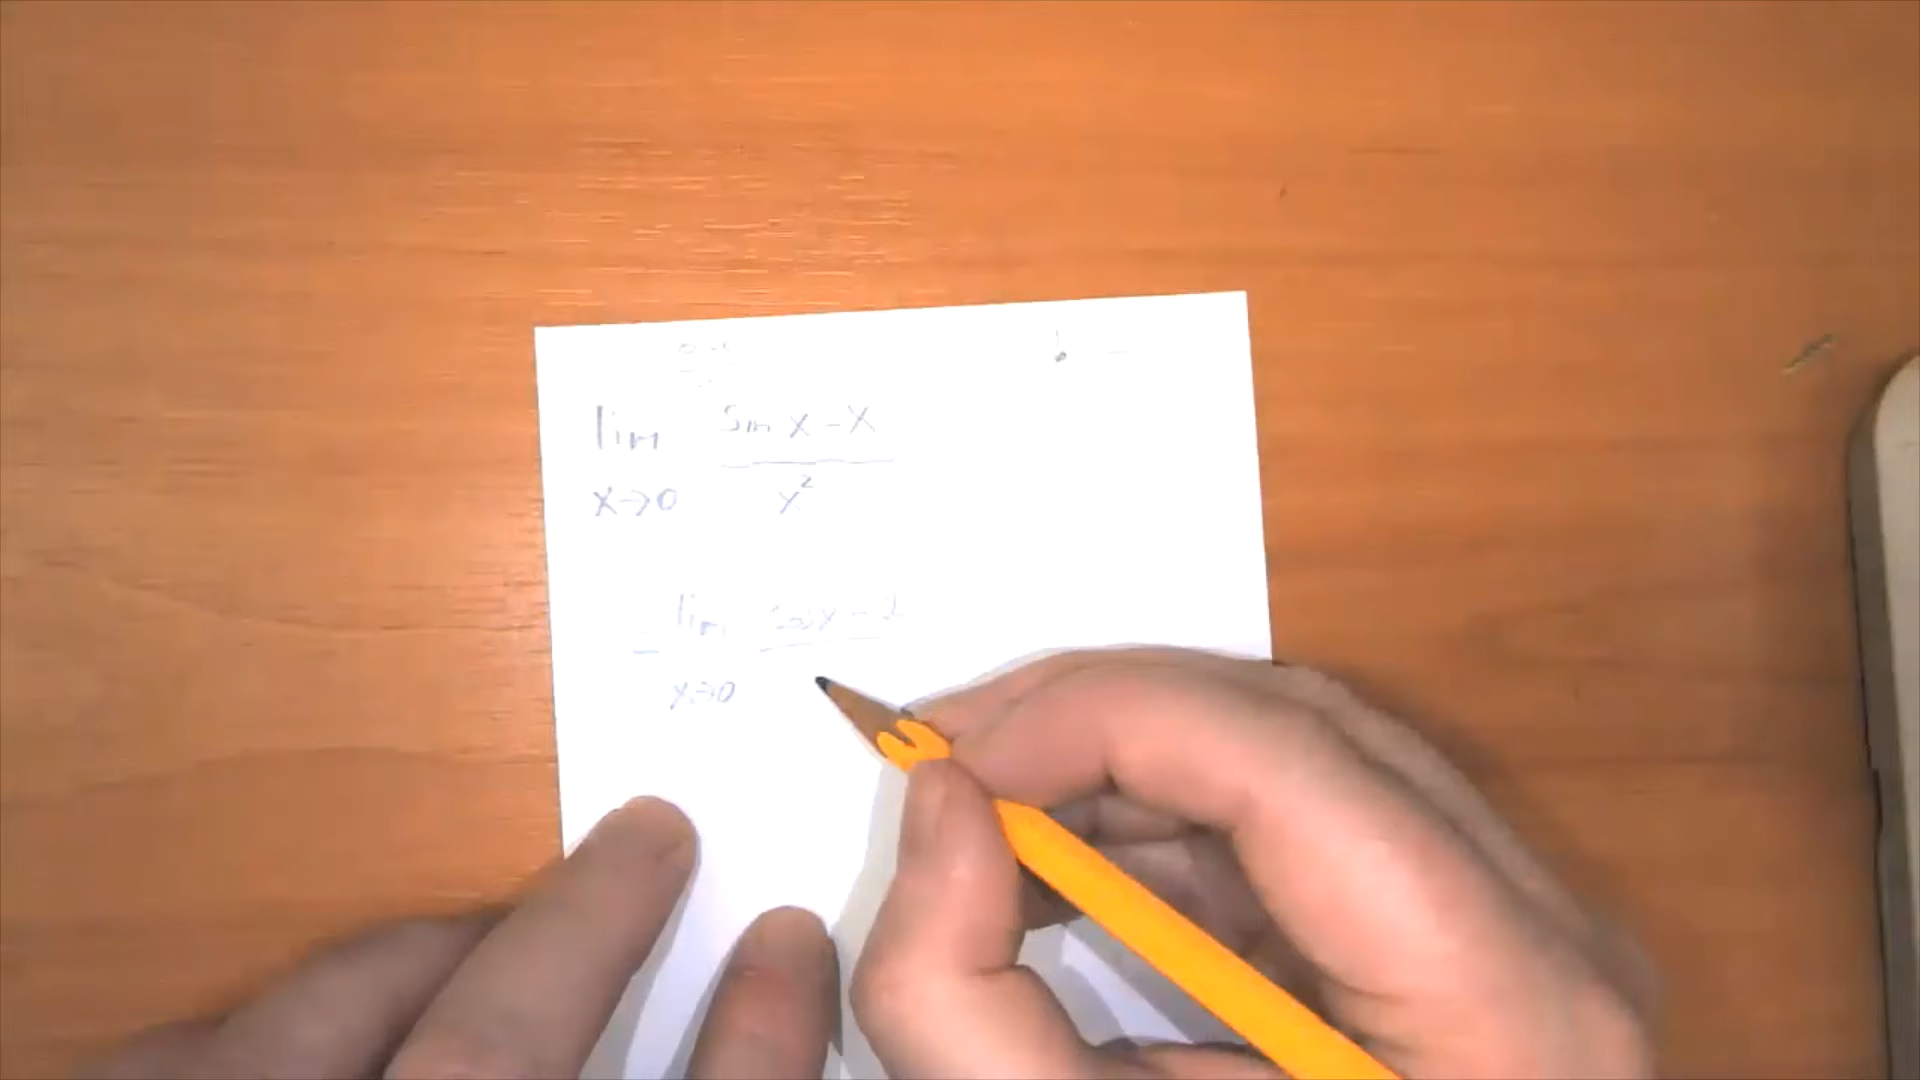 lim sin x - x
x→0 x²
= lim cos x - 1
x→0